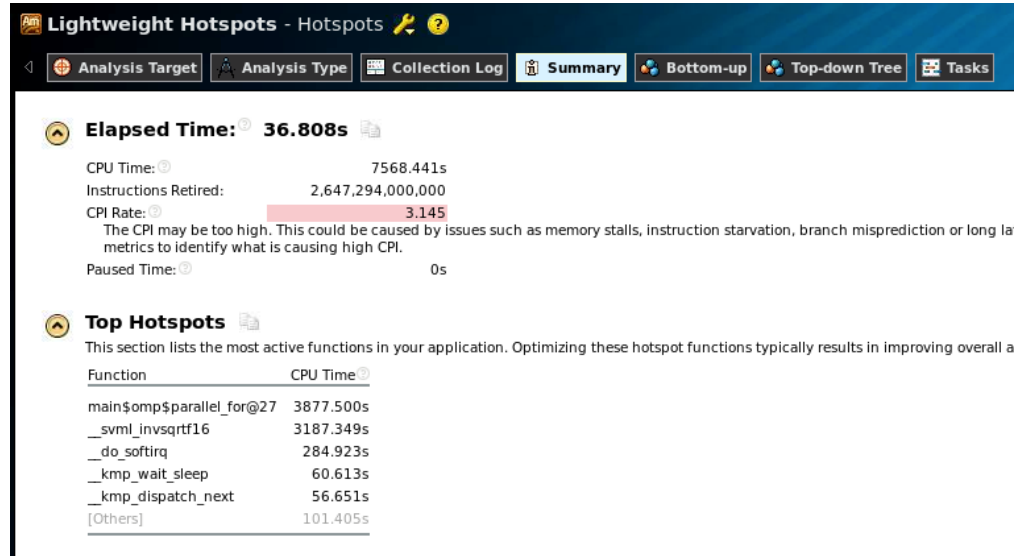 Am Lightweight Hotspots - Hotspots ?
Analysis Target Analysis Type Collection Log Summary Bottom-up Top-down Tree Tasks
Elapsed Time: ? 36.808s
CPU Time: ? 7568.441s
Instructions Retired: 2,647,294,000,000
CPI Rate: ? 3.145
The CPI may be too high. This could be caused by issues such as memory stalls, instruction starvation, branch misprediction or long la
metrics to identify what is causing high CPI.
Paused Time: ? 0s
Top Hotspots
This section lists the most active functions in your application. Optimizing these hotspot functions typically results in improving overall a
Function CPU Time ?
main$omp$parallel_for@27 3877.500s
__svml_invsqrtf16 3187.349s
__do_softirq 284.923s
__kmp_wait_sleep 60.613s
__kmp_dispatch_next 56.651s
[Others] 101.405s